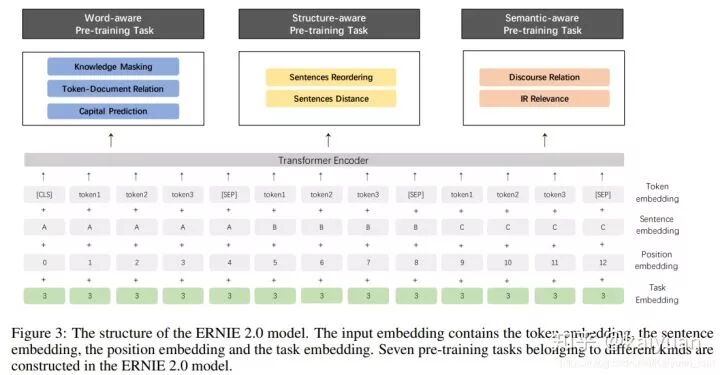 Word-aware
Pre-training Task
Structure-aware
Pre-training Task
Semantic-aware
Pre-training Task
Knowledge Masking
Token-Document Relation
Capital Prediction
Sentences Reordering
Sentences Distance
Discourse Relation
IR Relevance
Transformer Encoder
[CLS] token1 token2 token3 [SEP] token1 token2 token3 [SEP] token1 token2 token3 [SEP]
Token
embedding
+ + + + + + + + + + + + +
A A A A A B B B B C C C C
Sentence
embedding
+ + + + + + + + + + + + +
0 1 2 3 4 5 6 7 8 9 10 11 12
Position
embedding
+ + + + + + + + + + + + +
3 3 3 3 3 3 3 3 3 3 3 3 3
Task
Embedding
Figure 3: The structure of the ERNIE 2.0 model. The input embedding contains the token embedding, the sentence
embedding, the position embedding and the task embedding. Seven pre-training tasks belonging to different kinds are
constructed in the ERNIE 2.0 model.
知乎 @kaiyuan